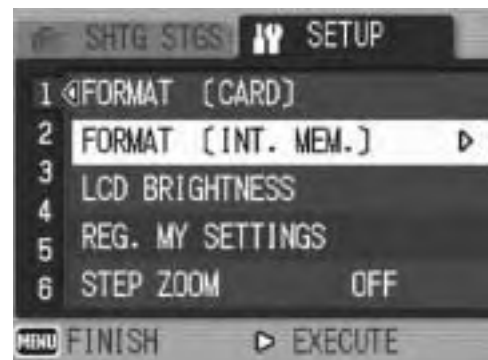 SHTG STGS SETUP
1 FORMAT [CARD]
2 FORMAT [INT. MEM.]
3 LCD BRIGHTNESS
4
5 REG. MY SETTINGS
6 STEP ZOOM OFF
MENU FINISH EXECUTE